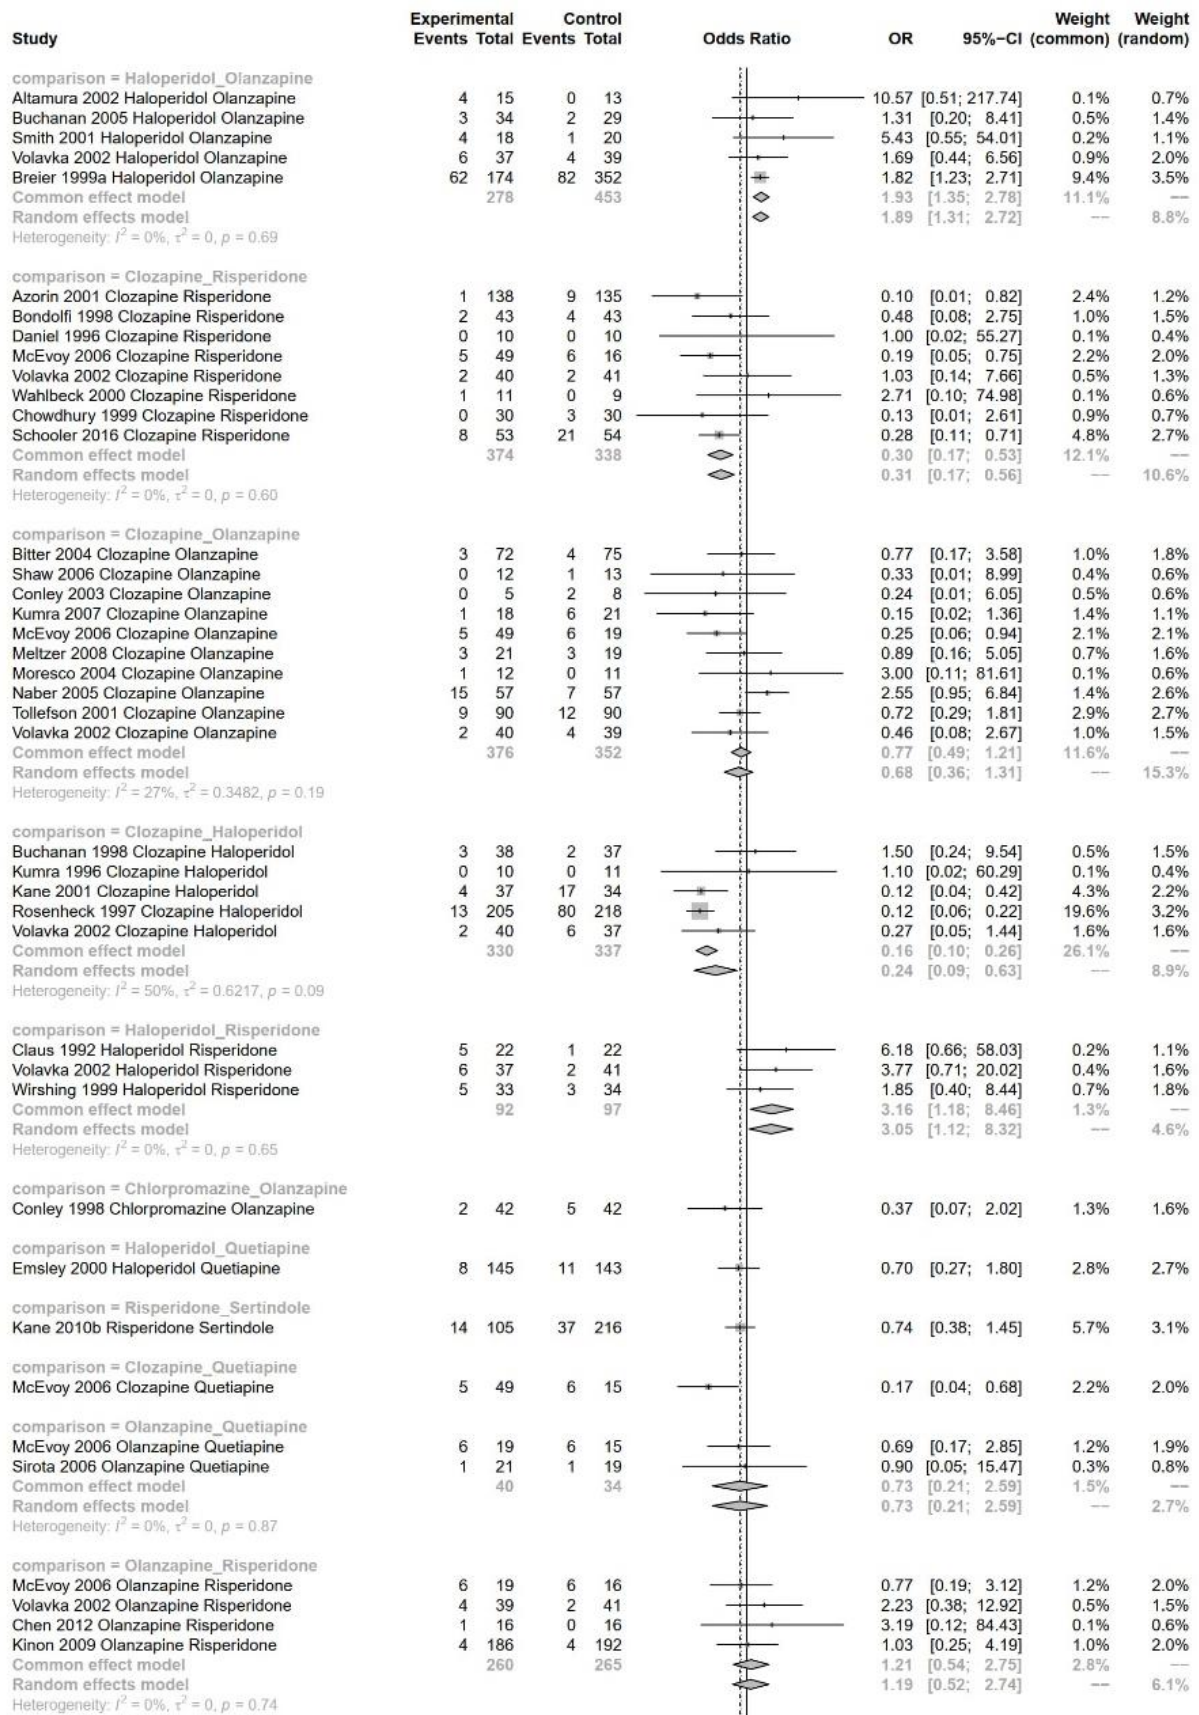 Experimental Control Weight Weight
Study Events Total Events Total Odds Ratio OR 95%−CI (common) (random)
comparison = Haloperidol_Olanzapine
Altamura 2002 Haloperidol Olanzapine 4 15 0 13 10.57 [0.51; 217.74] 0.1% 0.7%
Buchanan 2005 Haloperidol Olanzapine 3 34 2 29 1.31 [0.20; 8.41] 0.5% 1.4%
Smith 2001 Haloperidol Olanzapine 4 18 1 20 5.43 [0.55; 54.01] 0.2% 1.1%
Volavka 2002 Haloperidol Olanzapine 6 37 4 39 1.69 [0.44; 6.56] 0.9% 2.0%
Breier 1999a Haloperidol Olanzapine 62 174 82 352 1.82 [1.23; 2.71] 9.4% 3.5%
Common effect model 278 453 1.93 [1.35; 2.78] 11.1% −−
Random effects model 1.89 [1.31; 2.72] −− 8.8%
Heterogeneity: I² = 0%, τ² = 0, p = 0.69
comparison = Clozapine_Risperidone
Azorin 2001 Clozapine Risperidone 1 138 9 135 0.10 [0.01; 0.82] 2.4% 1.2%
Bondolfi 1998 Clozapine Risperidone 2 43 4 43 0.48 [0.08; 2.75] 1.0% 1.5%
Daniel 1996 Clozapine Risperidone 0 10 0 10 1.00 [0.02; 55.27] 0.1% 0.4%
McEvoy 2006 Clozapine Risperidone 5 49 6 16 0.19 [0.05; 0.75] 2.2% 2.0%
Volavka 2002 Clozapine Risperidone 2 40 2 41 1.03 [0.14; 7.66] 0.5% 1.3%
Wahlbeck 2000 Clozapine Risperidone 1 11 0 9 2.71 [0.10; 74.98] 0.1% 0.6%
Chowdhury 1999 Clozapine Risperidone 0 30 3 30 0.13 [0.01; 2.61] 0.9% 0.7%
Schooler 2016 Clozapine Risperidone 8 53 21 54 0.28 [0.11; 0.71] 4.8% 2.7%
Common effect model 374 338 0.30 [0.17; 0.53] 12.1% −−
Random effects model 0.31 [0.17; 0.56] −− 10.6%
Heterogeneity: I² = 0%, τ² = 0, p = 0.60
comparison = Clozapine_Olanzapine
Bitter 2004 Clozapine Olanzapine 3 72 4 75 0.77 [0.17; 3.58] 1.0% 1.8%
Shaw 2006 Clozapine Olanzapine 0 12 1 13 0.33 [0.01; 8.99] 0.4% 0.6%
Conley 2003 Clozapine Olanzapine 0 5 2 8 0.24 [0.01; 6.05] 0.5% 0.6%
Kumra 2007 Clozapine Olanzapine 1 18 6 21 0.15 [0.02; 1.36] 1.4% 1.1%
McEvoy 2006 Clozapine Olanzapine 5 49 6 19 0.25 [0.06; 0.94] 2.1% 2.1%
Meltzer 2008 Clozapine Olanzapine 3 21 3 19 0.89 [0.16; 5.05] 0.7% 1.6%
Moresco 2004 Clozapine Olanzapine 1 12 0 11 3.00 [0.11; 81.61] 0.1% 0.6%
Naber 2005 Clozapine Olanzapine 15 57 7 57 2.55 [0.95; 6.84] 1.4% 2.6%
Tollefson 2001 Clozapine Olanzapine 9 90 12 90 0.72 [0.29; 1.81] 2.9% 2.7%
Volavka 2002 Clozapine Olanzapine 2 40 4 39 0.46 [0.08; 2.67] 1.0% 1.5%
Common effect model 376 352 0.77 [0.49; 1.21] 11.6% −−
Random effects model 0.68 [0.36; 1.31] −− 15.3%
Heterogeneity: I² = 27%, τ² = 0.3482, p = 0.19
comparison = Clozapine_Haloperidol
Buchanan 1998 Clozapine Haloperidol 3 38 2 37 1.50 [0.24; 9.54] 0.5% 1.5%
Kumra 1996 Clozapine Haloperidol 0 10 0 11 1.10 [0.02; 60.29] 0.1% 0.4%
Kane 2001 Clozapine Haloperidol 4 37 17 34 0.12 [0.04; 0.42] 4.3% 2.2%
Rosenheck 1997 Clozapine Haloperidol 13 205 80 218 0.12 [0.06; 0.22] 19.6% 3.2%
Volavka 2002 Clozapine Haloperidol 2 40 6 37 0.27 [0.05; 1.44] 1.6% 1.6%
Common effect model 330 337 0.16 [0.10; 0.26] 26.1% −−
Random effects model 0.24 [0.09; 0.63] −− 8.9%
Heterogeneity: I² = 50%, τ² = 0.6217, p = 0.09
comparison = Haloperidol_Risperidone
Claus 1992 Haloperidol Risperidone 5 22 1 22 6.18 [0.66; 58.03] 0.2% 1.1%
Volavka 2002 Haloperidol Risperidone 6 37 2 41 3.77 [0.71; 20.02] 0.4% 1.6%
Wirshing 1999 Haloperidol Risperidone 5 33 3 34 1.85 [0.40; 8.44] 0.7% 1.8%
Common effect model 92 97 3.16 [1.18; 8.46] 1.3% −−
Random effects model 3.05 [1.12; 8.32] −− 4.6%
Heterogeneity: I² = 0%, τ² = 0, p = 0.65
comparison = Chlorpromazine_Olanzapine
Conley 1998 Chlorpromazine Olanzapine 2 42 5 42 0.37 [0.07; 2.02] 1.3% 1.6%
comparison = Haloperidol_Quetiapine
Emsley 2000 Haloperidol Quetiapine 8 145 11 143 0.70 [0.27; 1.80] 2.8% 2.7%
comparison = Risperidone_Sertindole
Kane 2010b Risperidone Sertindole 14 105 37 216 0.74 [0.38; 1.45] 5.7% 3.1%
comparison = Clozapine_Quetiapine
McEvoy 2006 Clozapine Quetiapine 5 49 6 15 0.17 [0.04; 0.68] 2.2% 2.0%
comparison = Olanzapine_Quetiapine
McEvoy 2006 Olanzapine Quetiapine 6 19 6 15 0.69 [0.17; 2.85] 1.2% 1.9%
Sirota 2006 Olanzapine Quetiapine 1 21 1 19 0.90 [0.05; 15.47] 0.3% 0.8%
Common effect model 40 34 0.73 [0.21; 2.59] 1.5% −−
Random effects model 0.73 [0.21; 2.59] −− 2.7%
Heterogeneity: I² = 0%, τ² = 0, p = 0.87
comparison = Olanzapine_Risperidone
McEvoy 2006 Olanzapine Risperidone 6 19 6 16 0.77 [0.19; 3.12] 1.2% 2.0%
Volavka 2002 Olanzapine Risperidone 4 39 2 41 2.23 [0.38; 12.92] 0.5% 1.5%
Chen 2012 Olanzapine Risperidone 1 16 0 16 3.19 [0.12; 84.43] 0.1% 0.6%
Kinon 2009 Olanzapine Risperidone 4 186 4 192 1.03 [0.25; 4.19] 1.0% 2.0%
Common effect model 260 265 1.21 [0.54; 2.75] 2.8% −−
Random effects model 1.19 [0.52; 2.74] −− 6.1%
Heterogeneity: I² = 0%, τ² = 0, p = 0.74